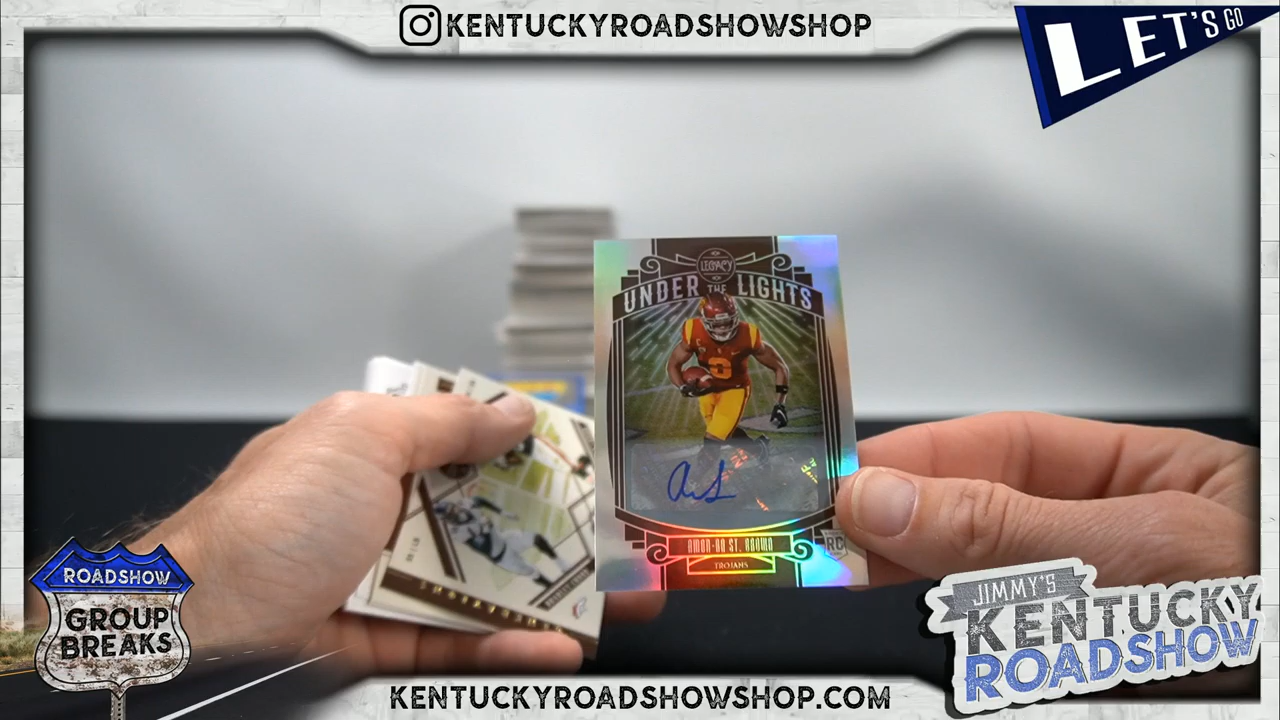 KENTUCKYROADSHOWSHOP
LET'S GO
LEGACY
UNDER THE LIGHTS
AMON-RA ST. BROWN
TROJANS
RC
ROADSHOW
GROUP
BREAKS
JIMMY'S
KENTUCKY
ROADSHOW
KENTUCKYROADSHOWSHOP.COM